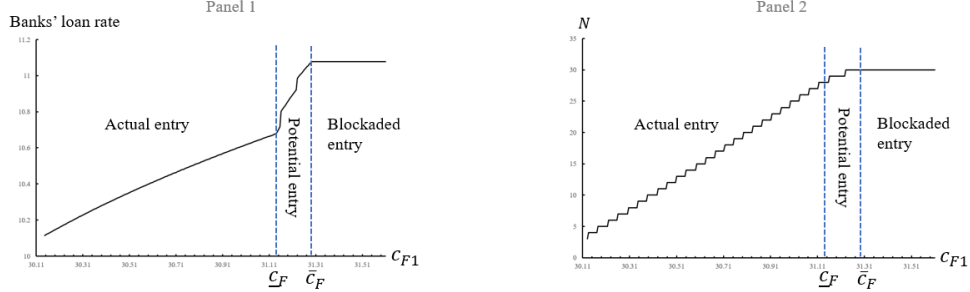 Panel 1
Banks' loan rate
11.2
11
10.8
10.6
10.4
10.2
10
Actual entry
Potential entry
Blockaded
entry
30.11 30.31 30.51 30.71 30.91 31.11 31.31 31.51
c_F1
c̲_F
c̄_F
Panel 2
N
35
30
25
20
15
10
5
0
Actual entry
Potential entry
Blockaded
entry
30.11 30.31 30.51 30.71 30.91 31.11 31.31 31.51
c_F1
c̲_F
c̄_F